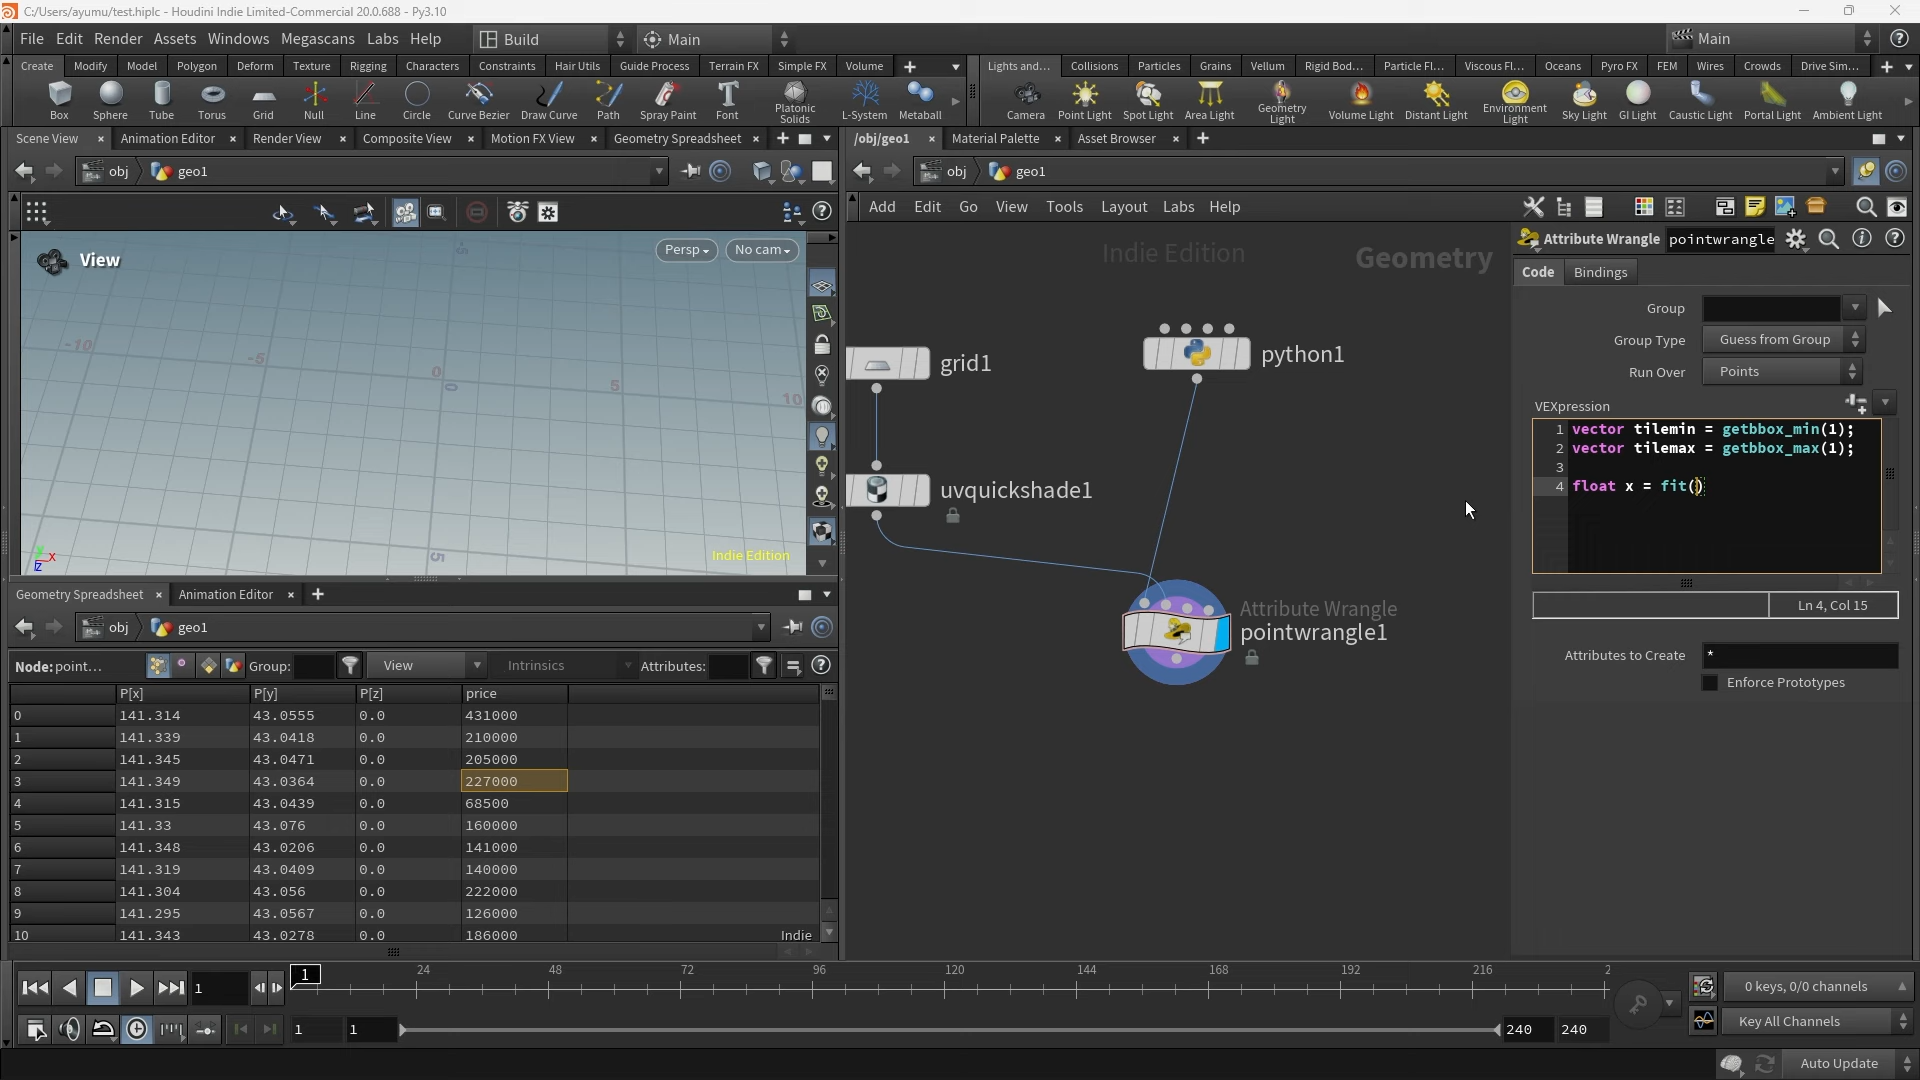 C:/Users/ayumu/test.hiplc - Houdini Indie Limited-Commercial 20.0.688 - Py3.10
File Edit Render Assets Windows Megascans Labs Help Build Main Main
Create Modify Model Polygon Deform Texture Rigging Characters Constraints Hair Utils Guide Process Terrain FX Simple FX Volume
Lights and... Collisions Particles Grains Vellum Rigid Bod... Particle Fl... Viscous Fl... Oceans Pyro FX FEM Wires Crowds Drive Sim...
Box Sphere Tube Torus Grid Null Line Circle Curve Bezier Draw Curve Path Spray Paint Font Platonic Solids L-System Metaball
Camera Point Light Spot Light Area Light Geometry Light Volume Light Distant Light Environment Light Sky Light GI Light Caustic Light Portal Light Ambient Light
Scene View Animation Editor Render View Composite View Motion FX View Geometry Spreadsheet
/obj/geo1 Material Palette Asset Browser
obj geo1
obj geo1
Add Edit Go View Tools Layout Labs Help
View
Persp No cam
-10 -5 0 0 5 10
5
Indie Edition
Indie Edition
Geometry
grid1
python1
uvquickshade1
Attribute Wrangle
pointwrangle1
Attribute Wrangle pointwrangle
Code Bindings
Group
Group Type Guess from Group
Run Over Points
VEXpression
1 vector tilemin = getbbox_min(1);
2 vector tilemax = getbbox_max(1);
3
4 float x = fit()
Ln 4, Col 15
Attributes to Create *
Enforce Prototypes
Geometry Spreadsheet Animation Editor
obj geo1
Node: point... Group: View Intrinsics Attributes:
P[x] P[y] P[z] price
0 141.314 43.0555 0.0 431000
1 141.339 43.0418 0.0 210000
2 141.345 43.0471 0.0 205000
3 141.349 43.0364 0.0 227000
4 141.315 43.0439 0.0 68500
5 141.33 43.076 0.0 160000
6 141.348 43.0206 0.0 141000
7 141.319 43.0409 0.0 140000
8 141.304 43.056 0.0 222000
9 141.295 43.0567 0.0 126000
10 141.343 43.0278 0.0 186000
Indie
1 1 24 48 72 96 120 144 168 192 216 2
0 keys, 0/0 channels
1 1 240 240
Key All Channels
Auto Update